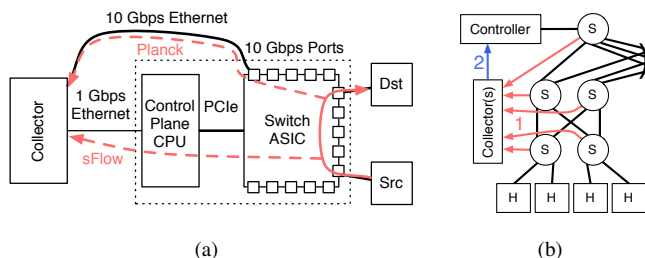 10 Gbps Ethernet
Planck
10 Gbps Ports
Collector
1 Gbps
Ethernet
Control
Plane
CPU
PCIe
Switch
ASIC
sFlow
Dst
Src
(a)
Controller
S
2
Collector(s)
S
S
1
S
S
H
H
H
H
(b)